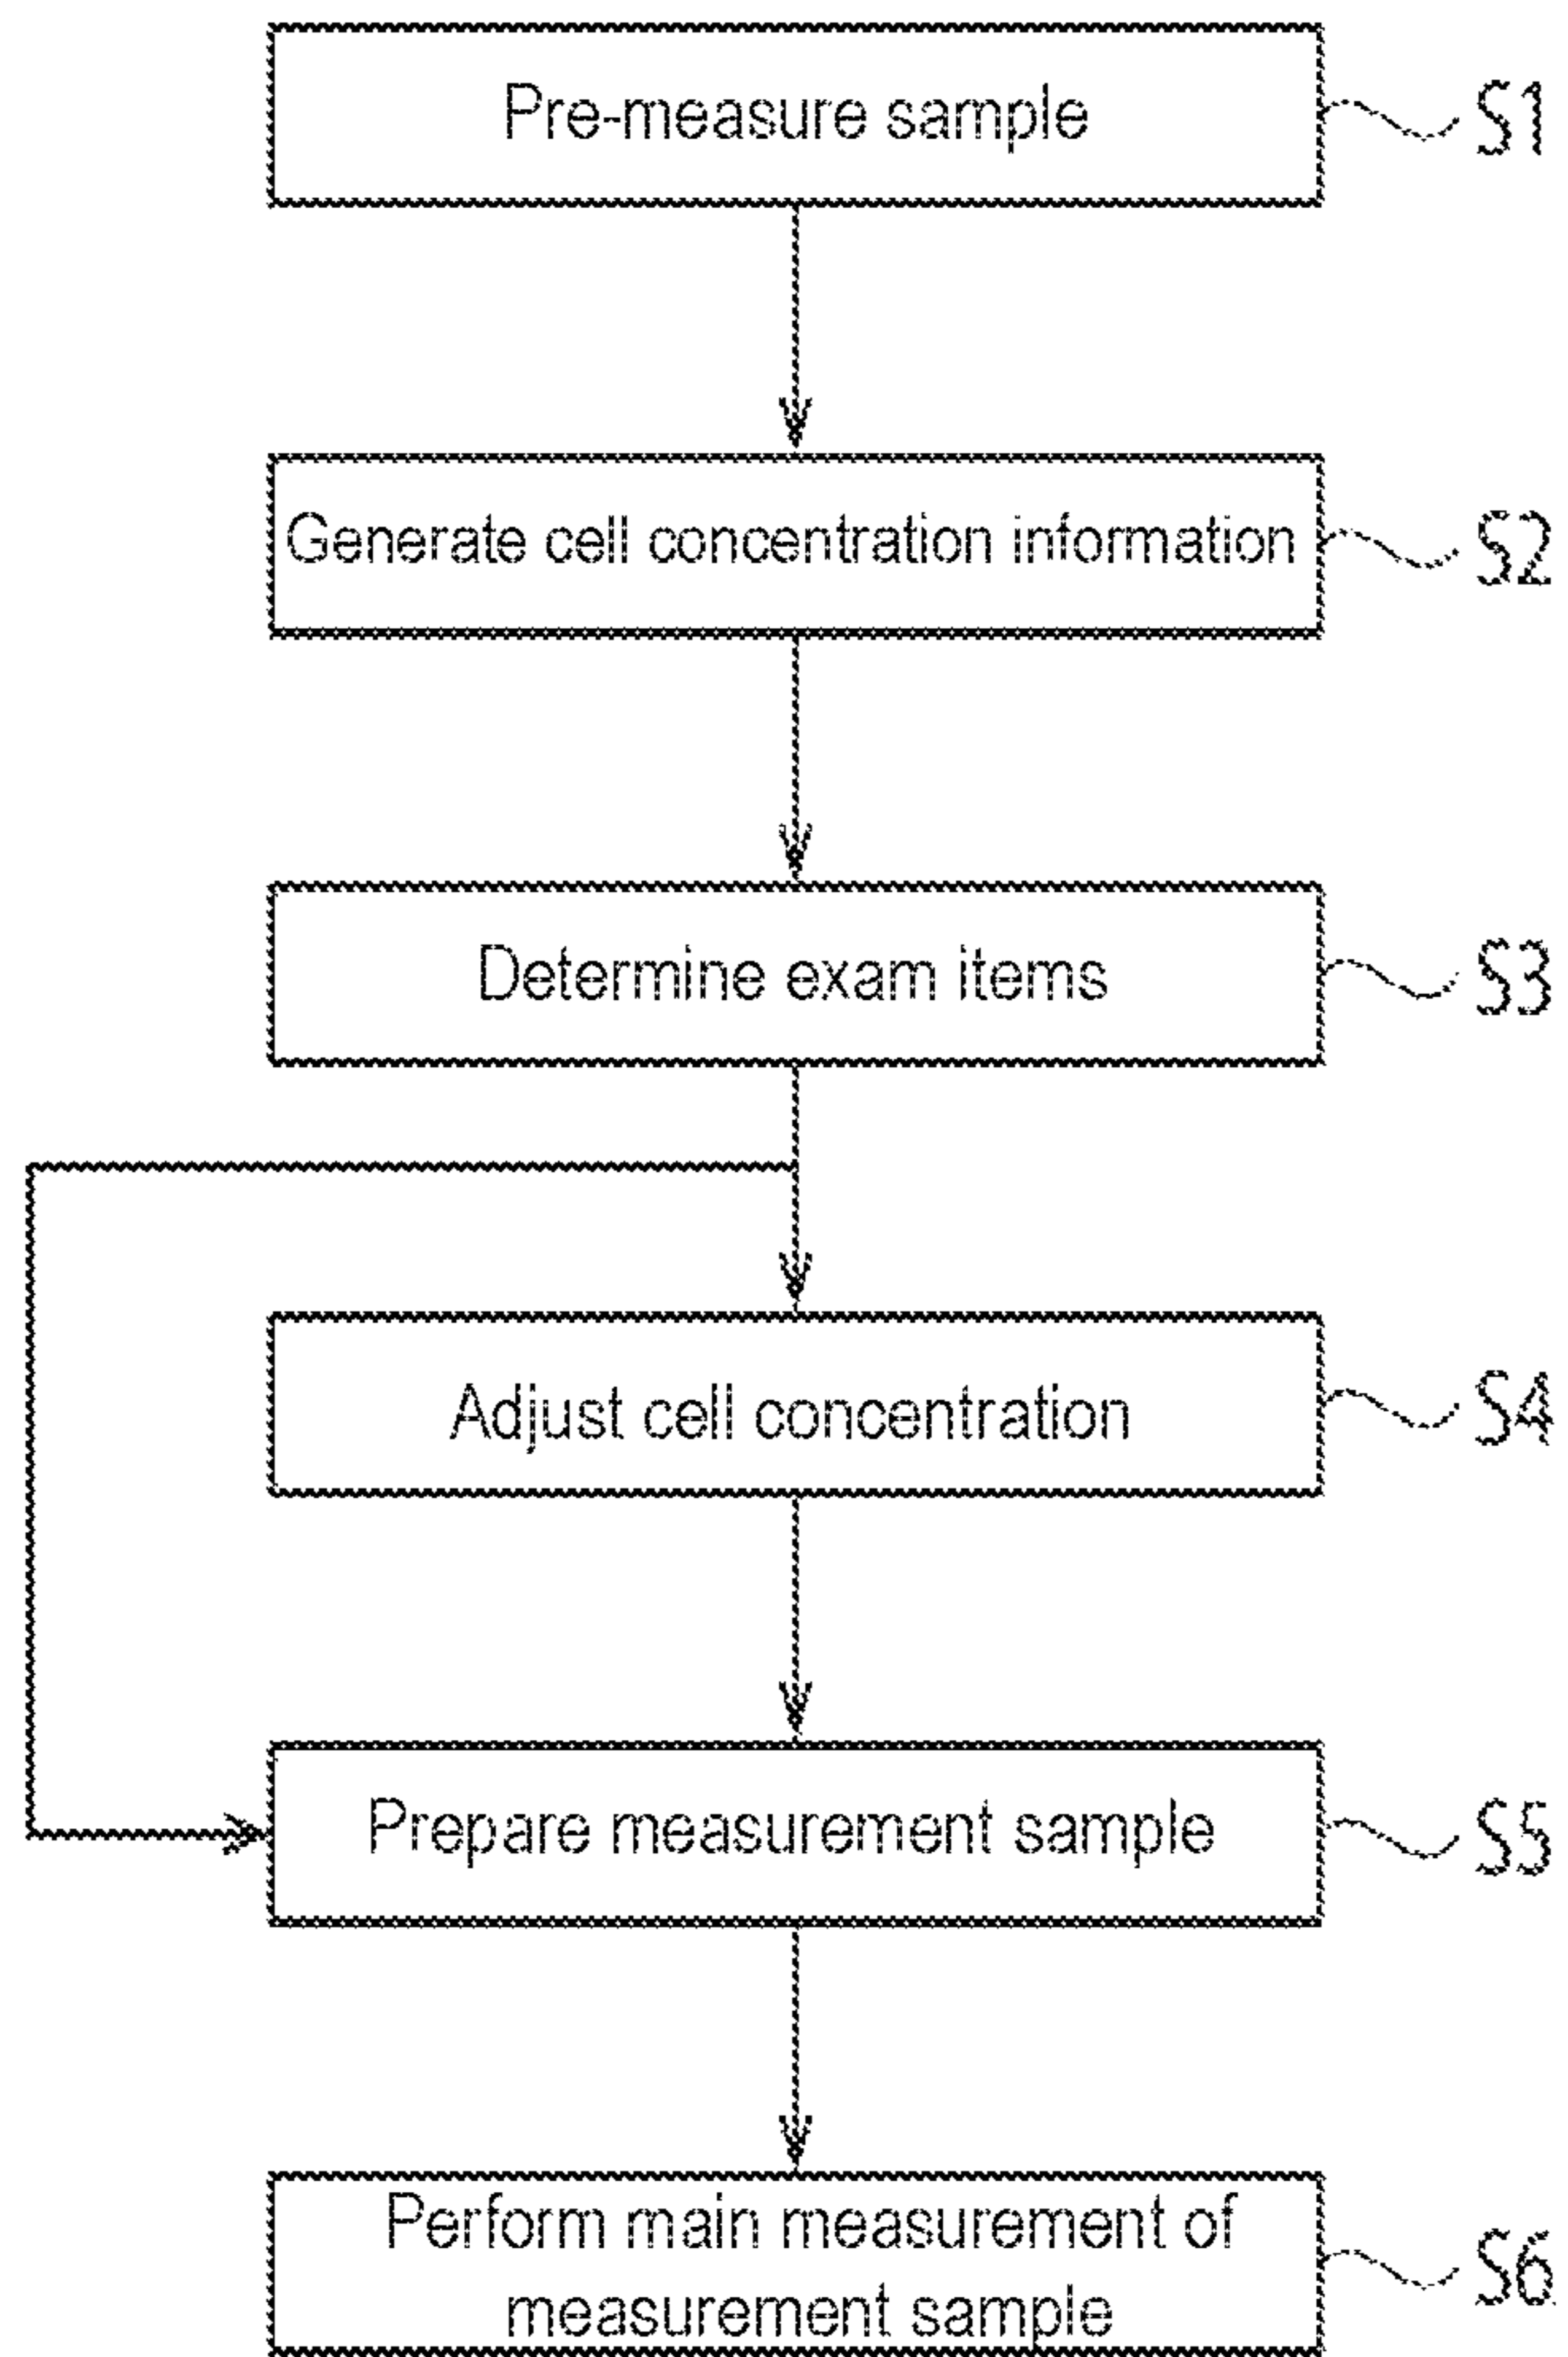 Pre-measure sample
S1
Generate cell concentration information
S2
Determine exam items
S3
Adjust cell concentration
S4
Prepare measurement sample
S5
Perform main measurement of
measurement sample
S6